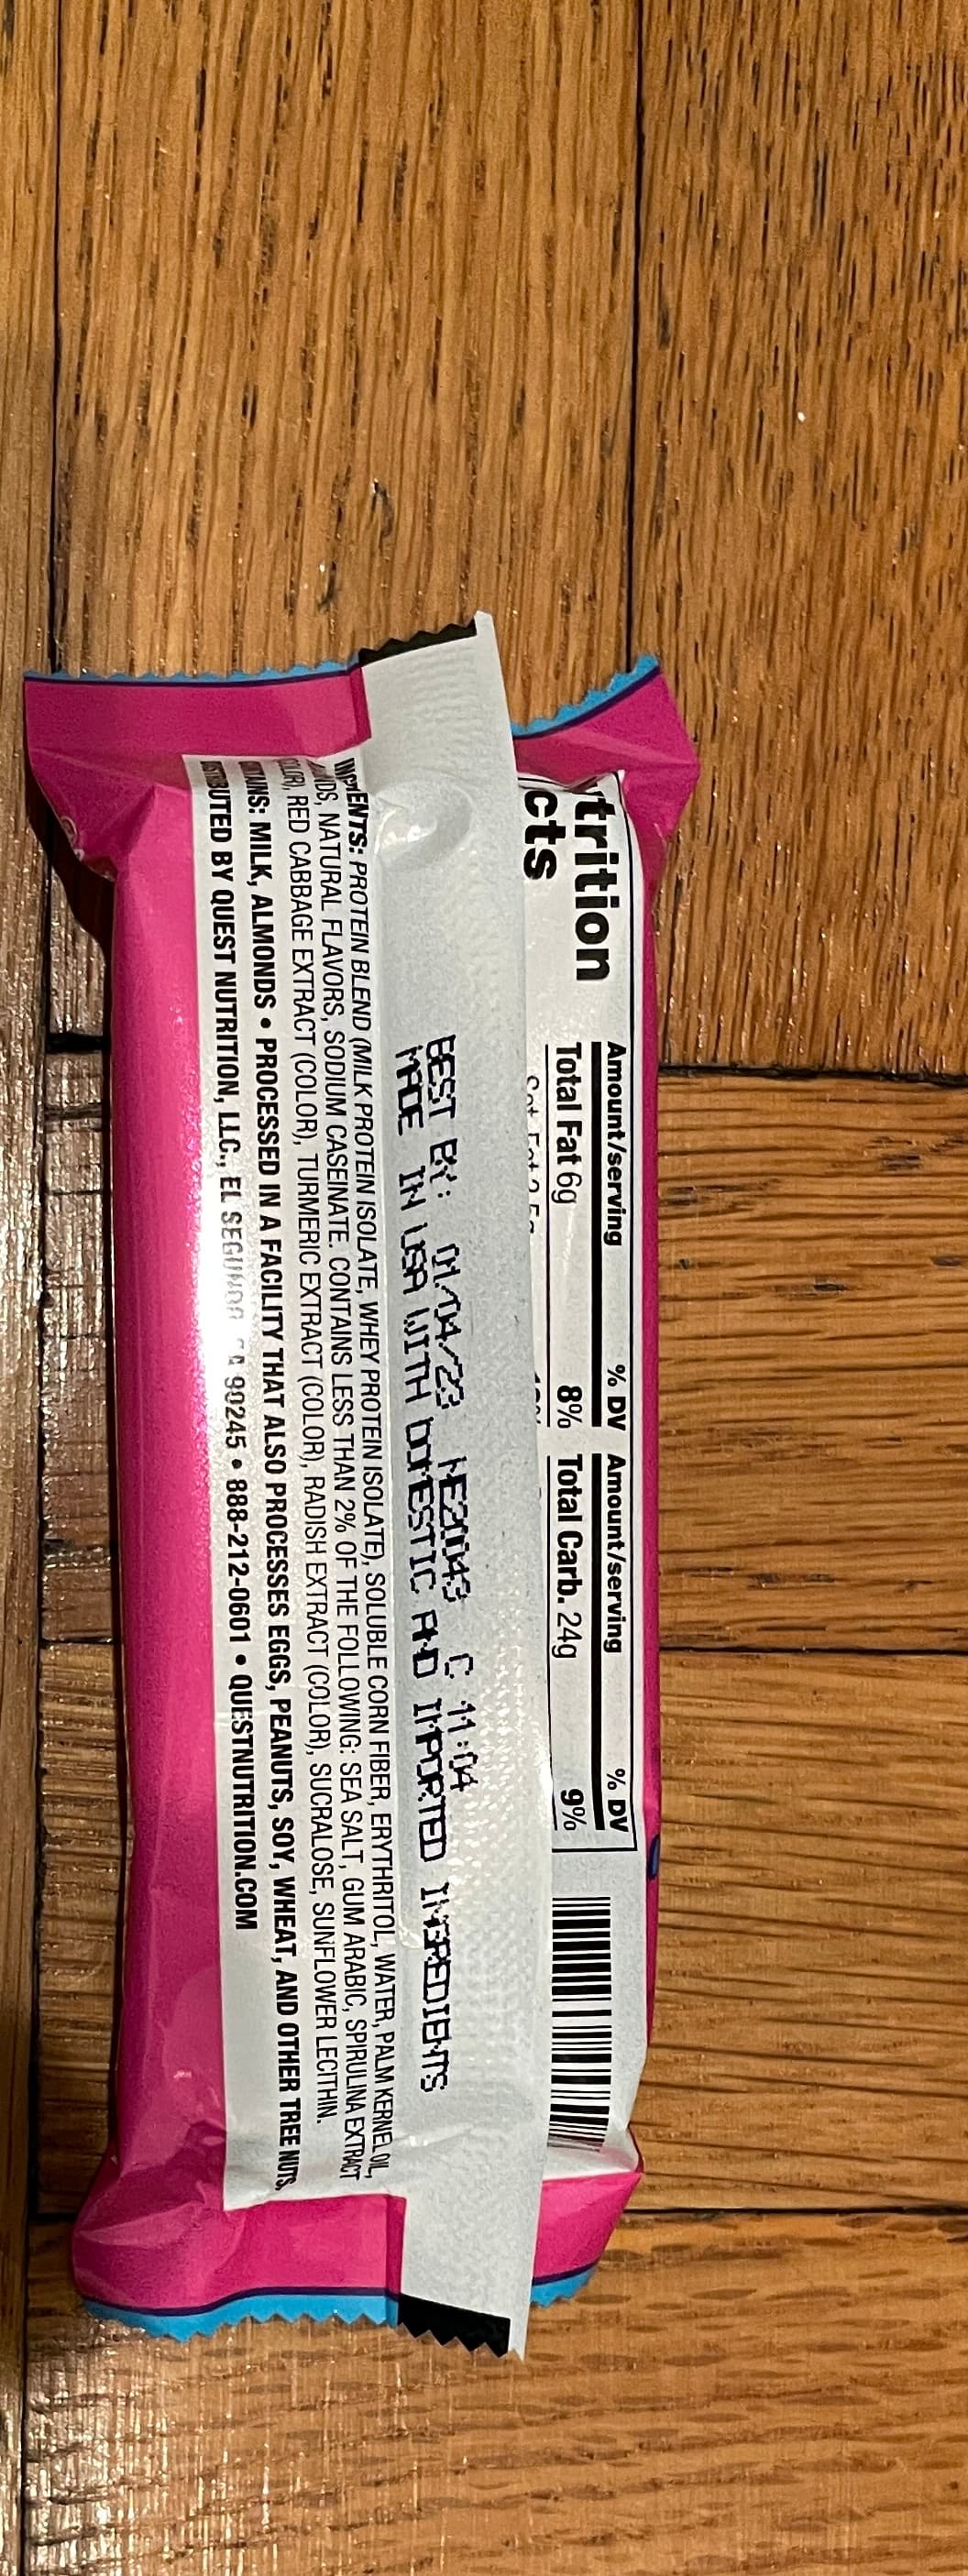 trition
cts
Amount/serving % DV Amount/serving % DV
Total Fat 6g 8% Total Carb. 24g 9%
BEST BY: 01/04/23 C 11:04
MADE IN USA WITH DOMESTIC AND IMPORTED INGREDIENTS
PROTEIN BLEND (MILK PROTEIN ISOLATE, WHEY PROTEIN ISOLATE), SOLUBLE CORN FIBER, ERYTHRITOL, WATER, PALM KERNEL OIL,
NATURAL FLAVORS, SODIUM CASEINATE. CONTAINS LESS THAN 2% OF THE FOLLOWING: SEA SALT, GUM ARABIC, SPIRULINA EXTRACT
RED CABBAGE EXTRACT (COLOR), TURMERIC EXTRACT (COLOR), RADISH EXTRACT (COLOR), SUCRALOSE, SUNFLOWER LECITHIN.
MILK, ALMONDS • PROCESSED IN A FACILITY THAT ALSO PROCESSES EGGS, PEANUTS, SOY, WHEAT, AND OTHER TREE NUTS.
BY QUEST NUTRITION, LLC., EL SEGUNDO, CA 90245 • 888-212-0601 • QUESTNUTRITION.COM